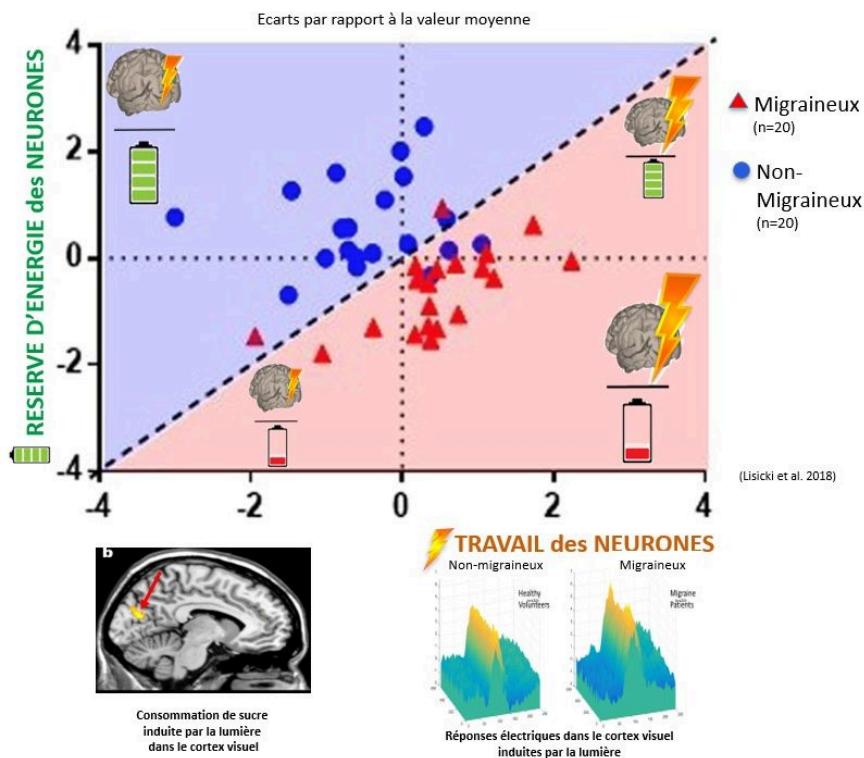 Ecarts par rapport à la valeur moyenne
RESERVE D'ENERGIE des NEURONES
4
2
0
-2
-4
-4
-2
0
2
4
Migraineux
(n=20)
Non-
Migraineux
(n=20)
(Lisicki et al. 2018)
TRAVAIL des NEURONES
Non-migraineux
Migraineux
b
Healthy
Volunteers
Migraine
Patients
Consommation de sucre
induite par la lumière
dans le cortex visuel
Réponses électriques dans le cortex visuel
induites par la lumière